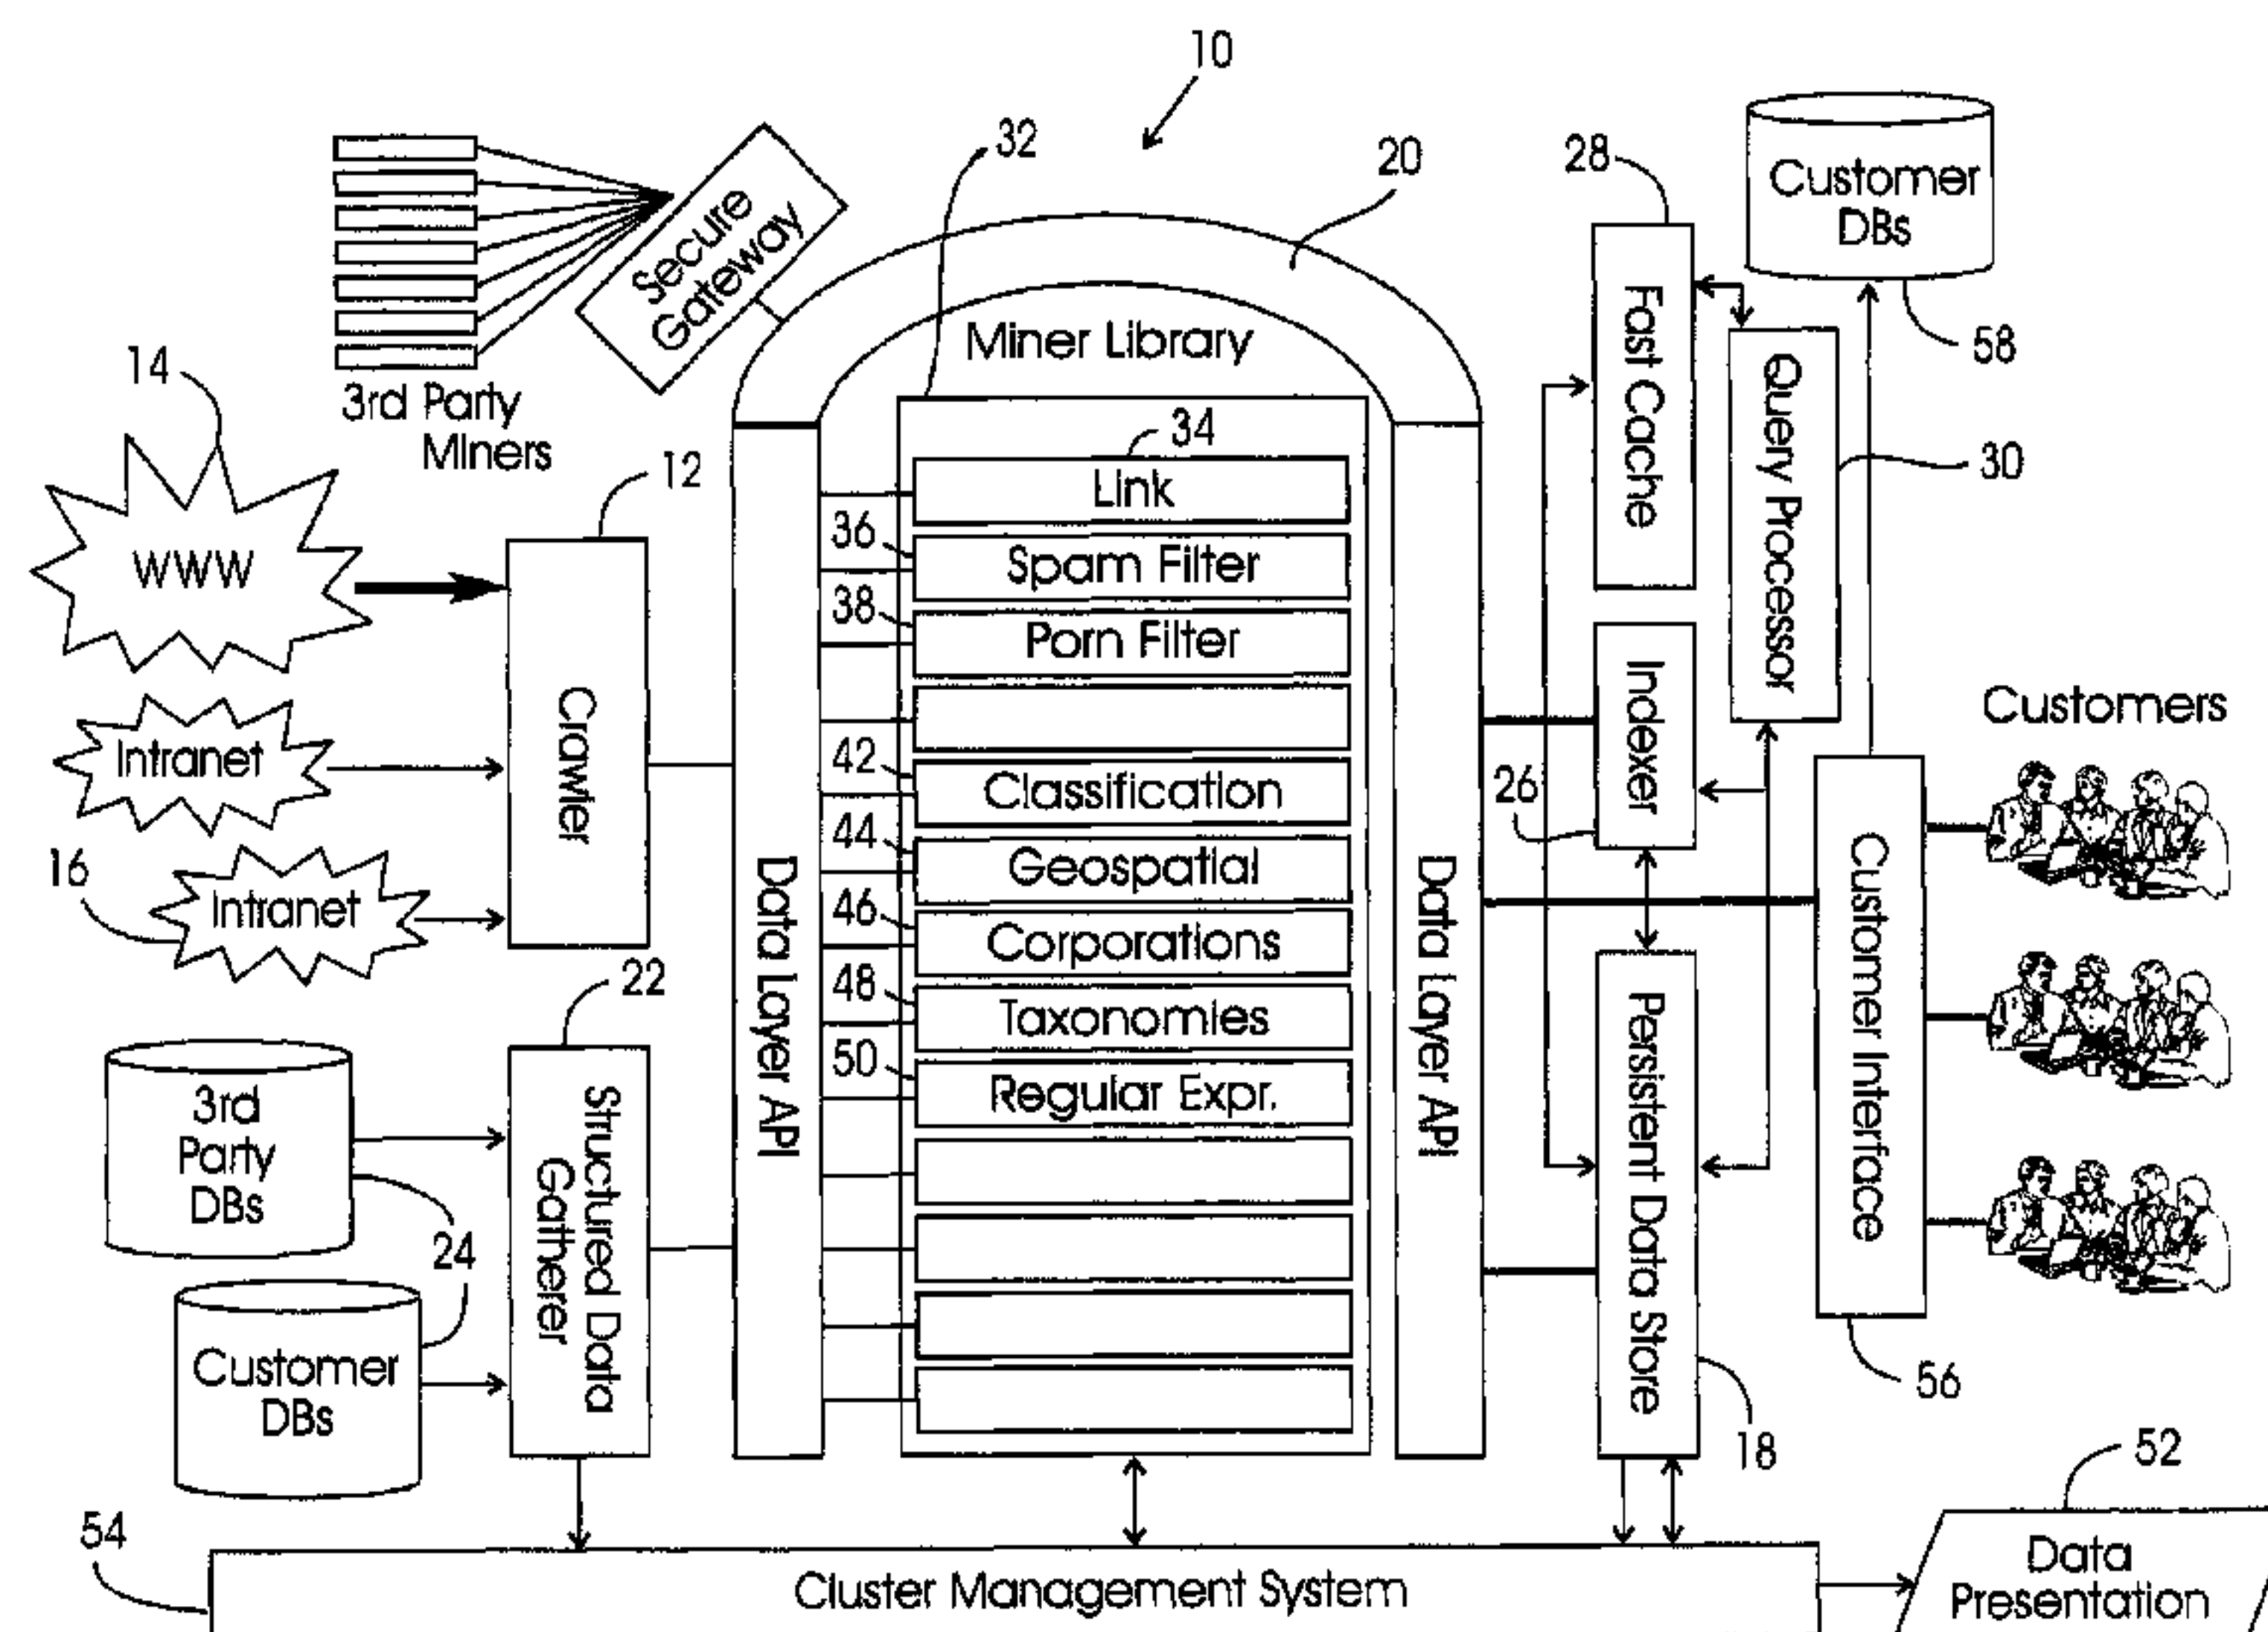 10
32
20
28
Customer
DBs
58
Secure
Gateway
3rd Party
Miners
Miner Library
Fast Cache
Query Processor
30
14
WWW
12
34
Link
36
Spam Filter
38
Porn Filter
Crawler
Intranet
42
Classification
26
Indexer
Customers
16
Intranet
44
Geospatial
46
Corporations
48
Taxonomies
50
Regular Expr.
Data Layer API
Data Layer API
Customer Interface
56
22
3rd
Party
DBs
24
Customer
DBs
Structured Data
Gatherer
Persistent Data Store
18
52
54
Cluster Management System
Data
Presentation